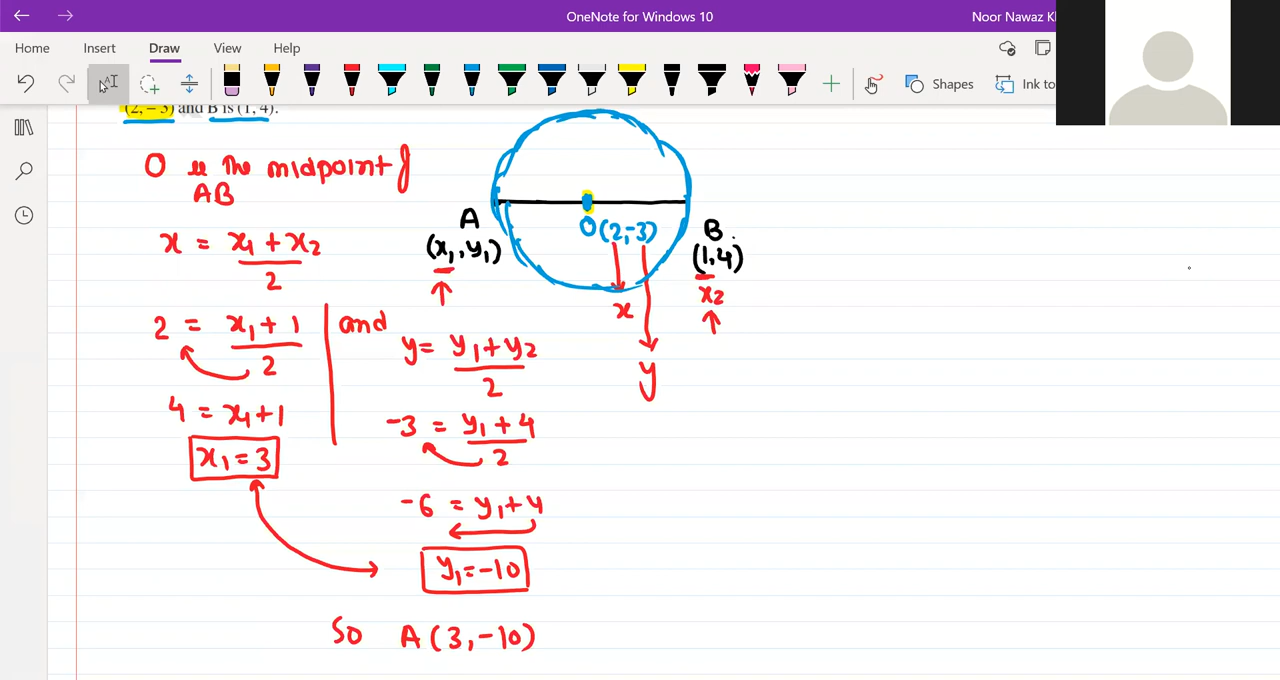 OneNote for Windows 10
Noor Nawaz Kh
Home Insert Draw View Help
Shapes Ink to
(2, – 3) and B is (1, 4).
O is the midpoint of
AB
x = x₁ + x₂ / 2
2 = x₁ + 1 / 2
4 = x₁ + 1
x₁ = 3
and
y = y₁ + y₂ / 2
-3 = y₁ + 4 / 2
-6 = y₁ + 4
y₁ = -10
So A (3, -10)
A
(x₁, y₁)
O (2, -3)
B
(1, 4)
x₂
x
y